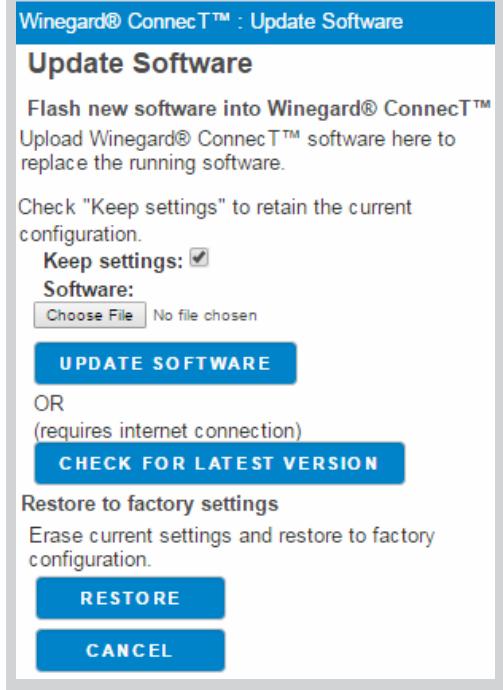 Winegard® ConnecT™ : Update Software
Update Software
Flash new software into Winegard® ConnecT™
Upload Winegard® ConnecT™ software here to
replace the running software.
Check "Keep settings" to retain the current
configuration.
Keep settings:
Software:
Choose File No file chosen
UPDATE SOFTWARE
OR
(requires internet connection)
CHECK FOR LATEST VERSION
Restore to factory settings
Erase current settings and restore to factory
configuration.
RESTORE
CANCEL